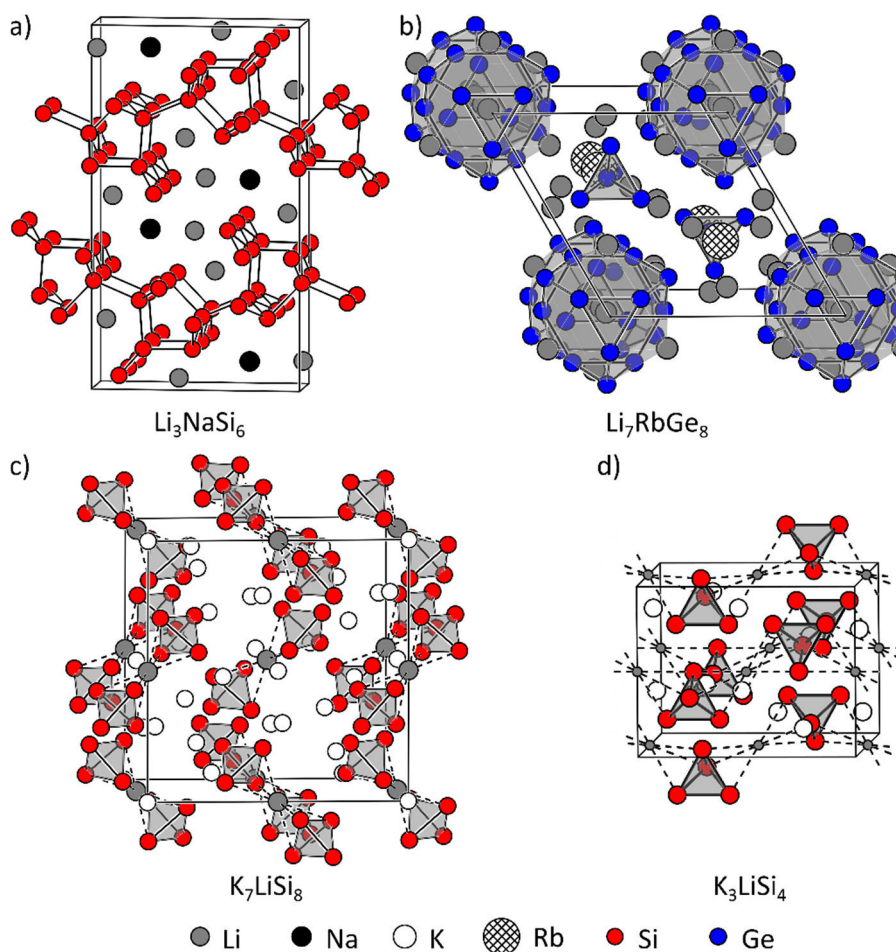 a)
b)
Li₃NaSi₆
Li₇RbGe₈
c)
d)
K₇LiSi₈
K₃LiSi₄
Li Na K Rb Si Ge